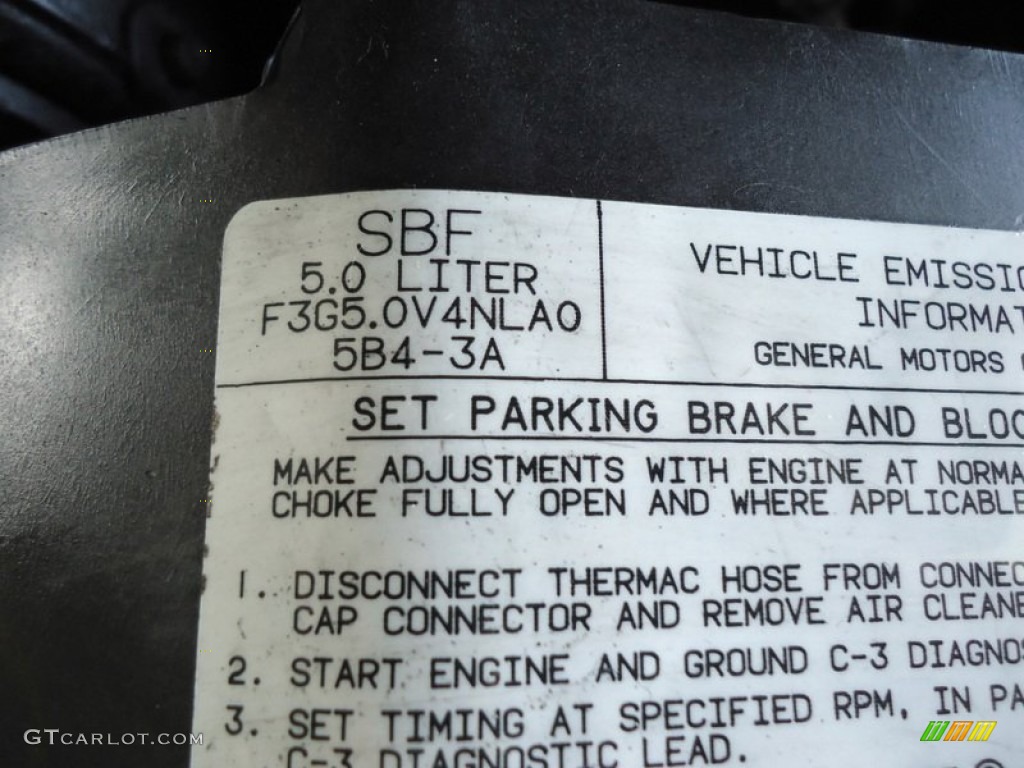 SBF
5.0 LITER
F3G5.0V4NLA0
5B4-3A
VEHICLE EMISSIO
INFORMAT
GENERAL MOTORS
SET PARKING BRAKE AND BLOC
MAKE ADJUSTMENTS WITH ENGINE AT NORMA
CHOKE FULLY OPEN AND WHERE APPLICABLE
1. DISCONNECT THERMAC HOSE FROM CONNEC
CAP CONNECTOR AND REMOVE AIR CLEANE
2. START ENGINE AND GROUND C-3 DIAGNOS
3. SET TIMING AT SPECIFIED RPM, IN PA
C-3 DIAGNOSTIC LEAD.
GTCARLOT.COM